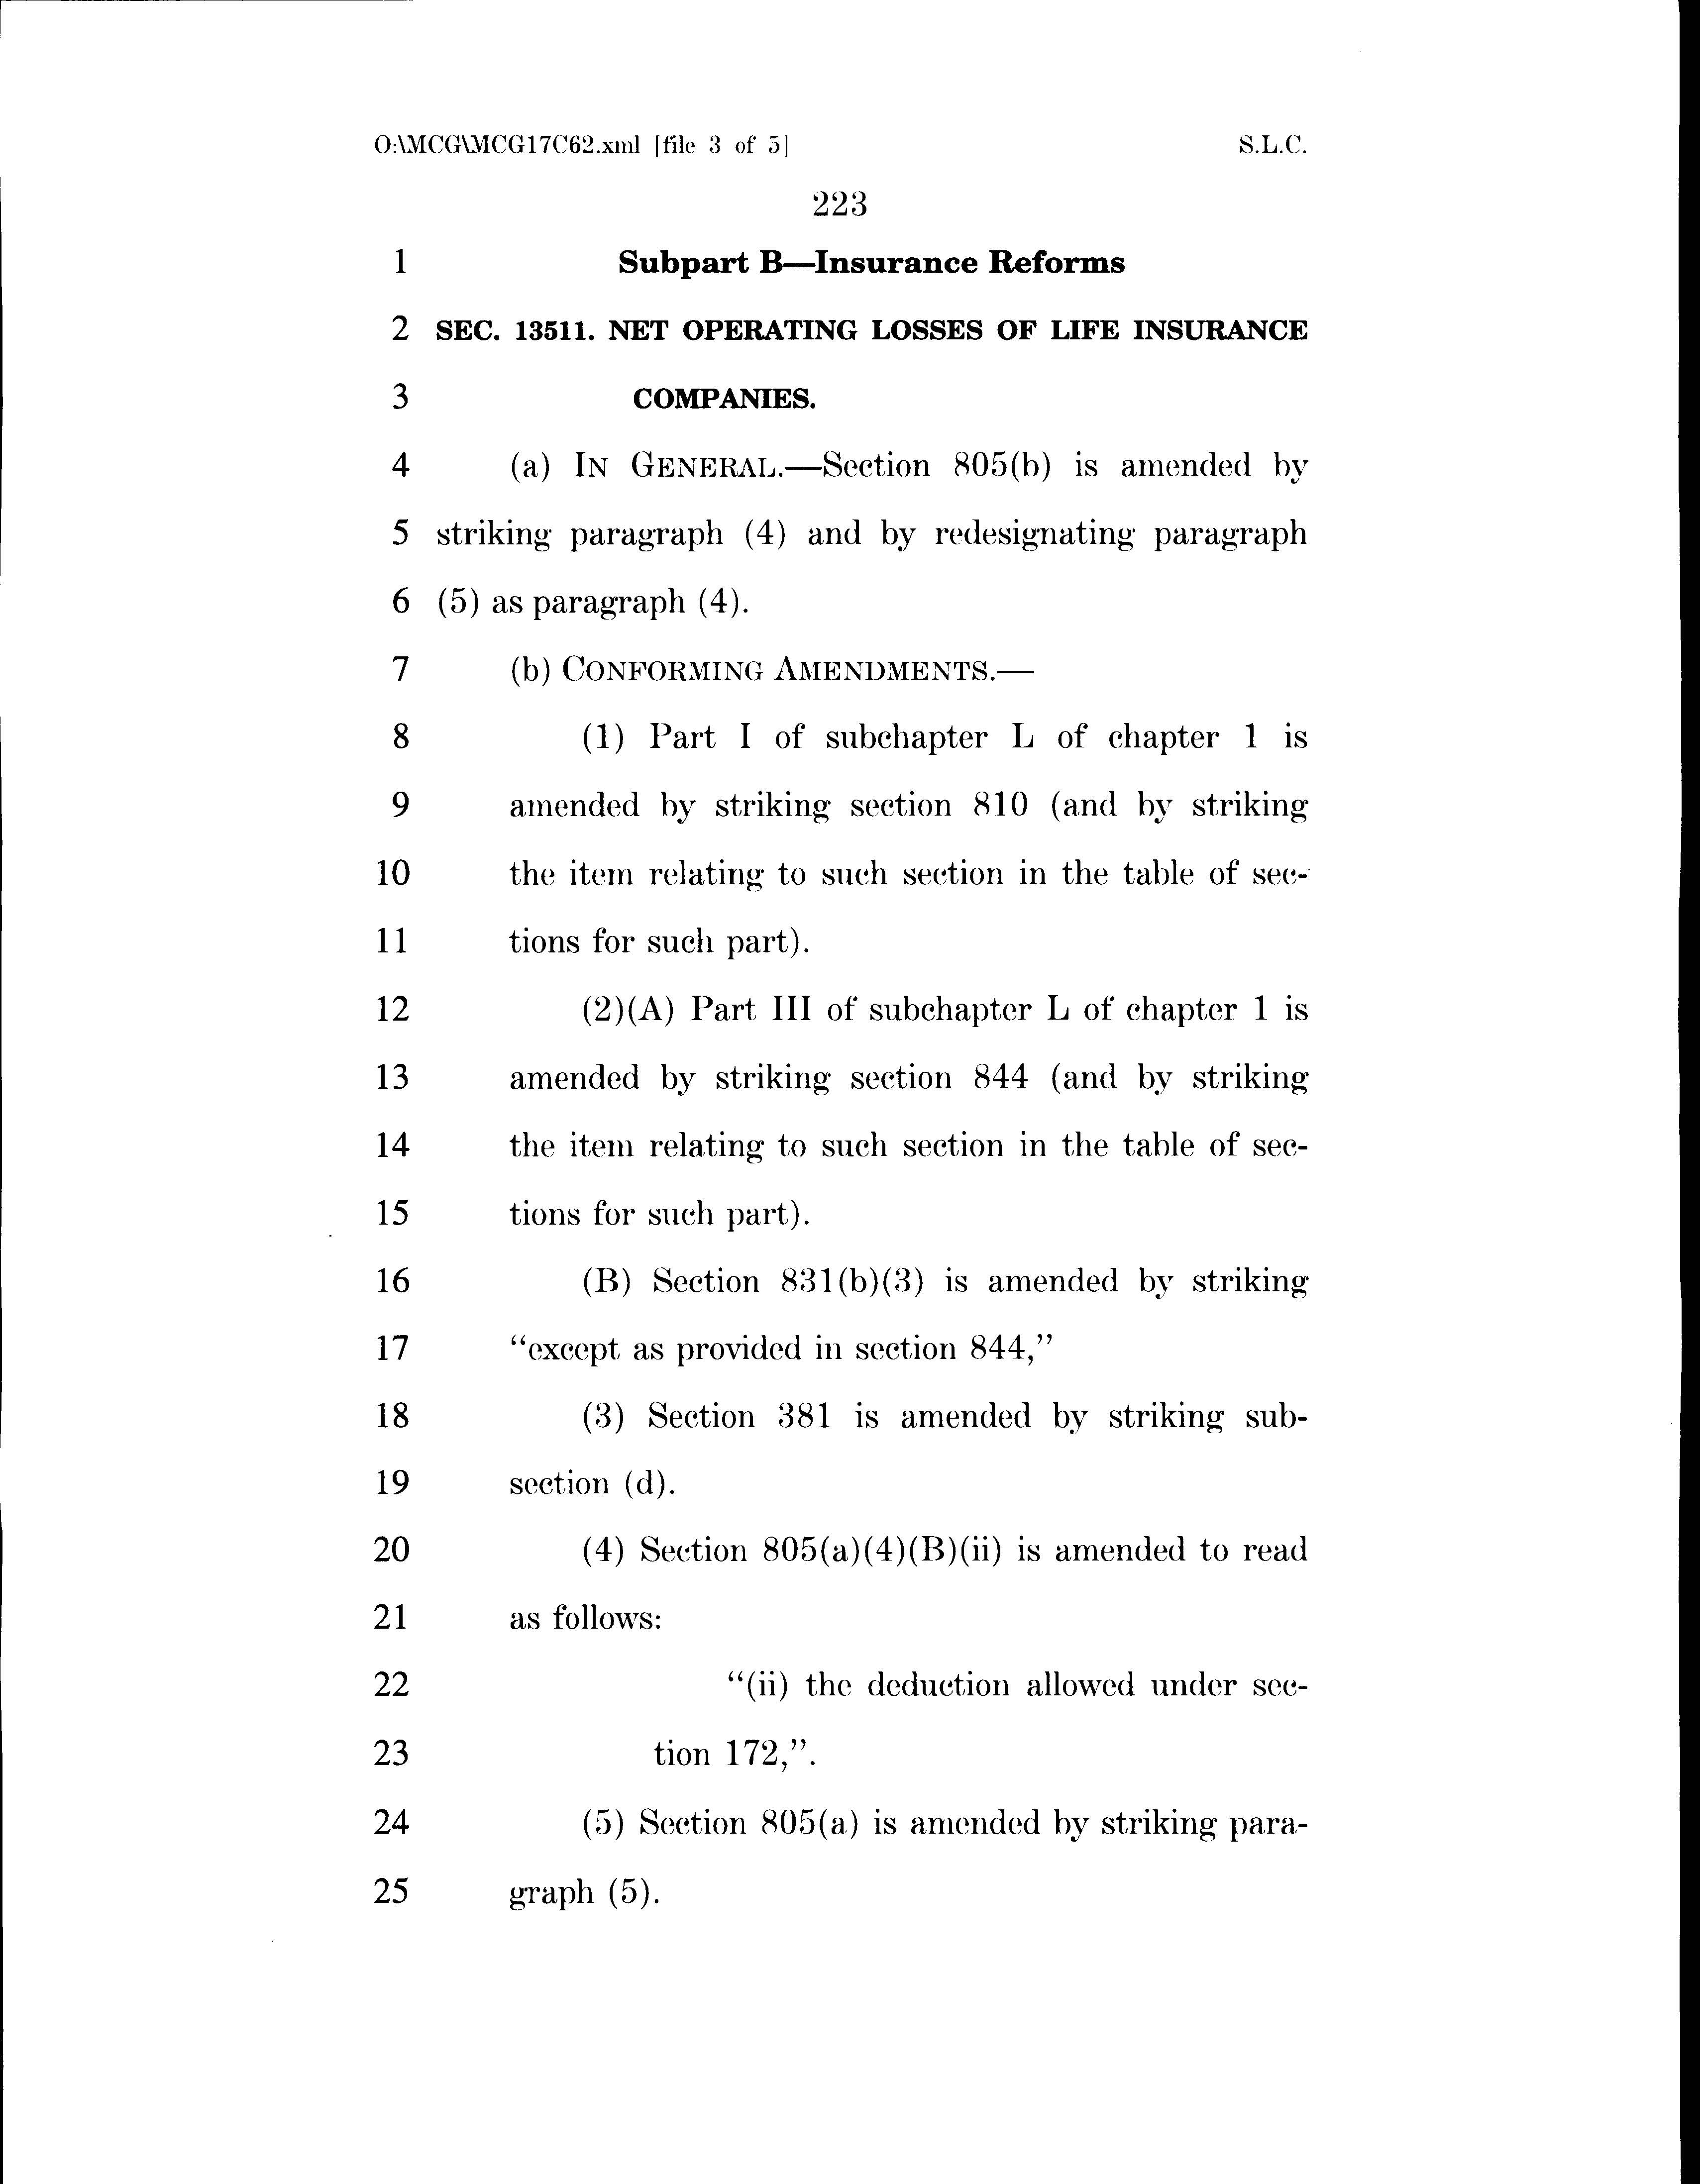 O:\MCG\MCG17C62.xml [file 3 of 5] S.L.C.
223
1 Subpart B—Insurance Reforms
2 SEC. 13511. NET OPERATING LOSSES OF LIFE INSURANCE
3 COMPANIES.
4 (a) IN GENERAL.—Section 805(b) is amended by
5 striking paragraph (4) and by redesignating paragraph
6 (5) as paragraph (4).
7 (b) CONFORMING AMENDMENTS.—
8 (1) Part I of subchapter L of chapter 1 is
9 amended by striking section 810 (and by striking
10 the item relating to such section in the table of sec-
11 tions for such part).
12 (2)(A) Part III of subchapter L of chapter 1 is
13 amended by striking section 844 (and by striking
14 the item relating to such section in the table of sec-
15 tions for such part).
16 (B) Section 831(b)(3) is amended by striking
17 “except as provided in section 844,”
18 (3) Section 381 is amended by striking sub-
19 section (d).
20 (4) Section 805(a)(4)(B)(ii) is amended to read
21 as follows:
22 “(ii) the deduction allowed under sec-
23 tion 172,”.
24 (5) Section 805(a) is amended by striking para-
25 graph (5).